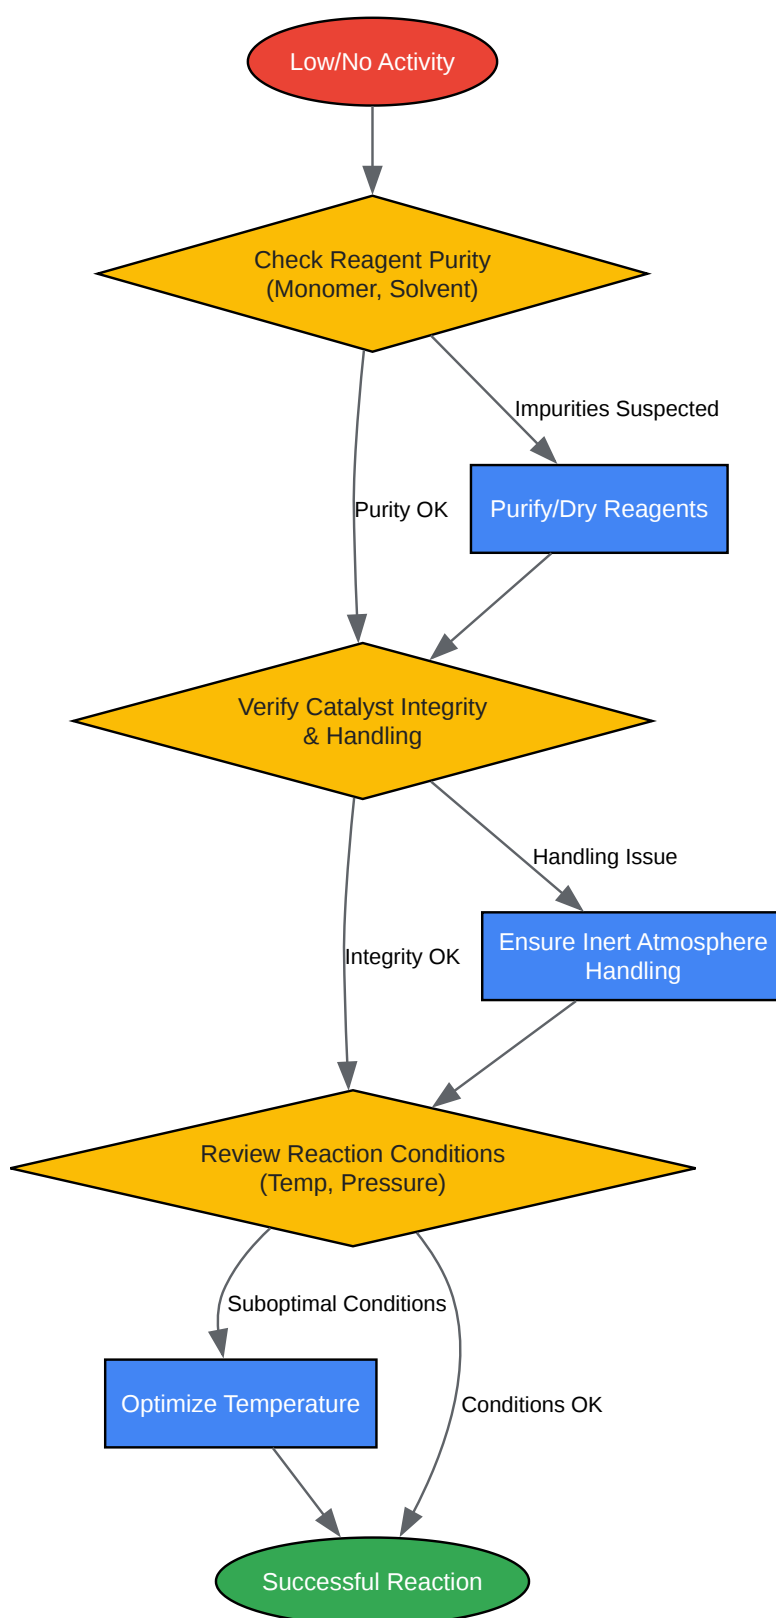 Low/No Activity
Check Reagent Purity
(Monomer, Solvent)
Impurities Suspected
Purity OK
Purify/Dry Reagents
Verify Catalyst Integrity
& Handling
Handling Issue
Integrity OK
Ensure Inert Atmosphere
Handling
Review Reaction Conditions
(Temp, Pressure)
Suboptimal Conditions
Optimize Temperature
Conditions OK
Successful Reaction